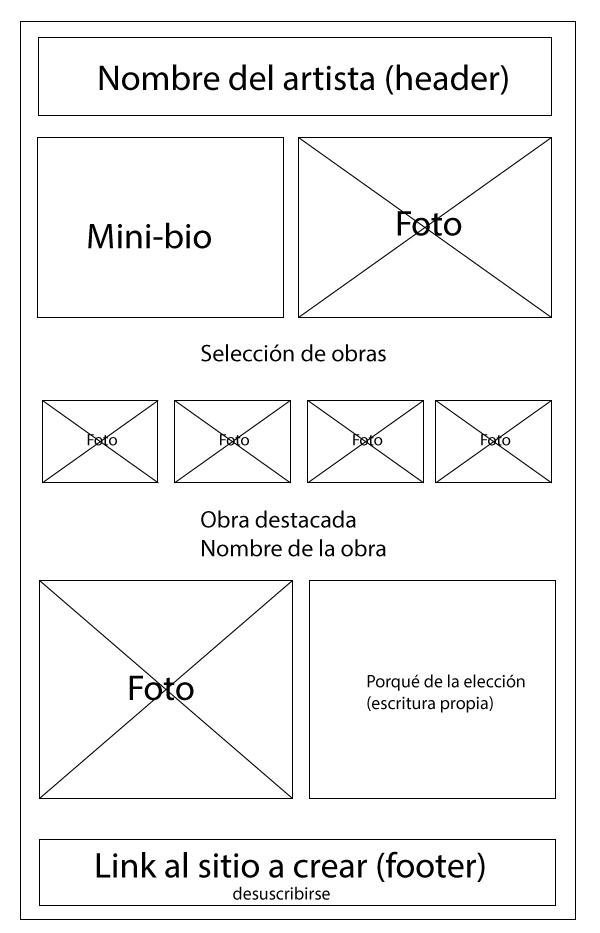 Nombre del artista (header)
Mini-bio
Foto
Selección de obras
Foto
Foto
Foto
Foto
Obra destacada
Nombre de la obra
Foto
Porqué de la elección
(escritura propia)
Link al sitio a crear (footer)
desuscribirse